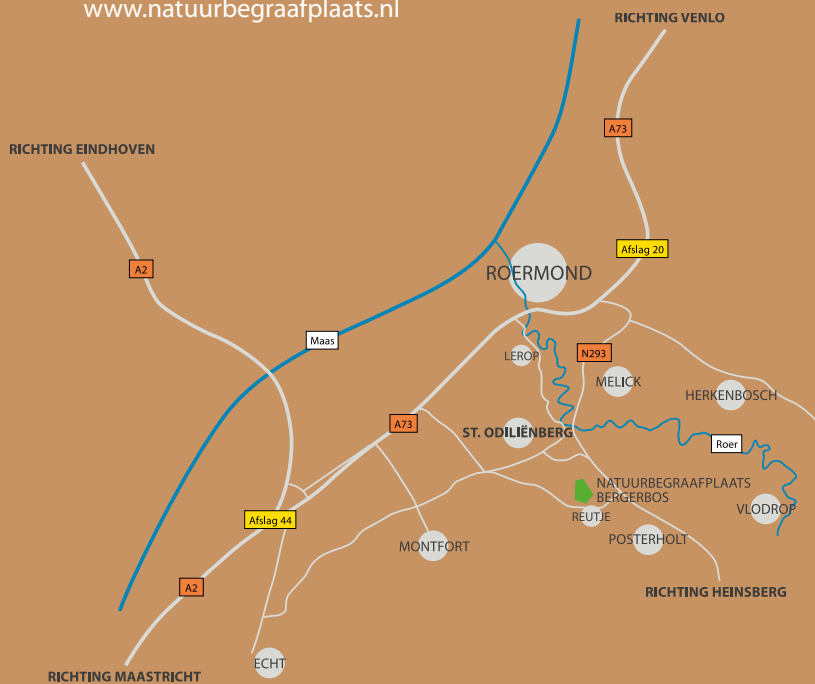 www.natuurbegraafplaats.nl
RICHTING VENLO
A73
RICHTING EINDHOVEN
Afslag 20
A2
ROERMOND
Maas
LEROP
N293
MELICK
HERKENBOSCH
A73
ST. ODILIËNBERG
Roer
NATUURBEGRAAFPLAATS
BERGERBOS
VLODROP
Afslag 44
REUTJE
MONTFORT
POSTERHOLT
A2
RICHTING HEINSBERG
ECHT
RICHTING MAASTRICHT